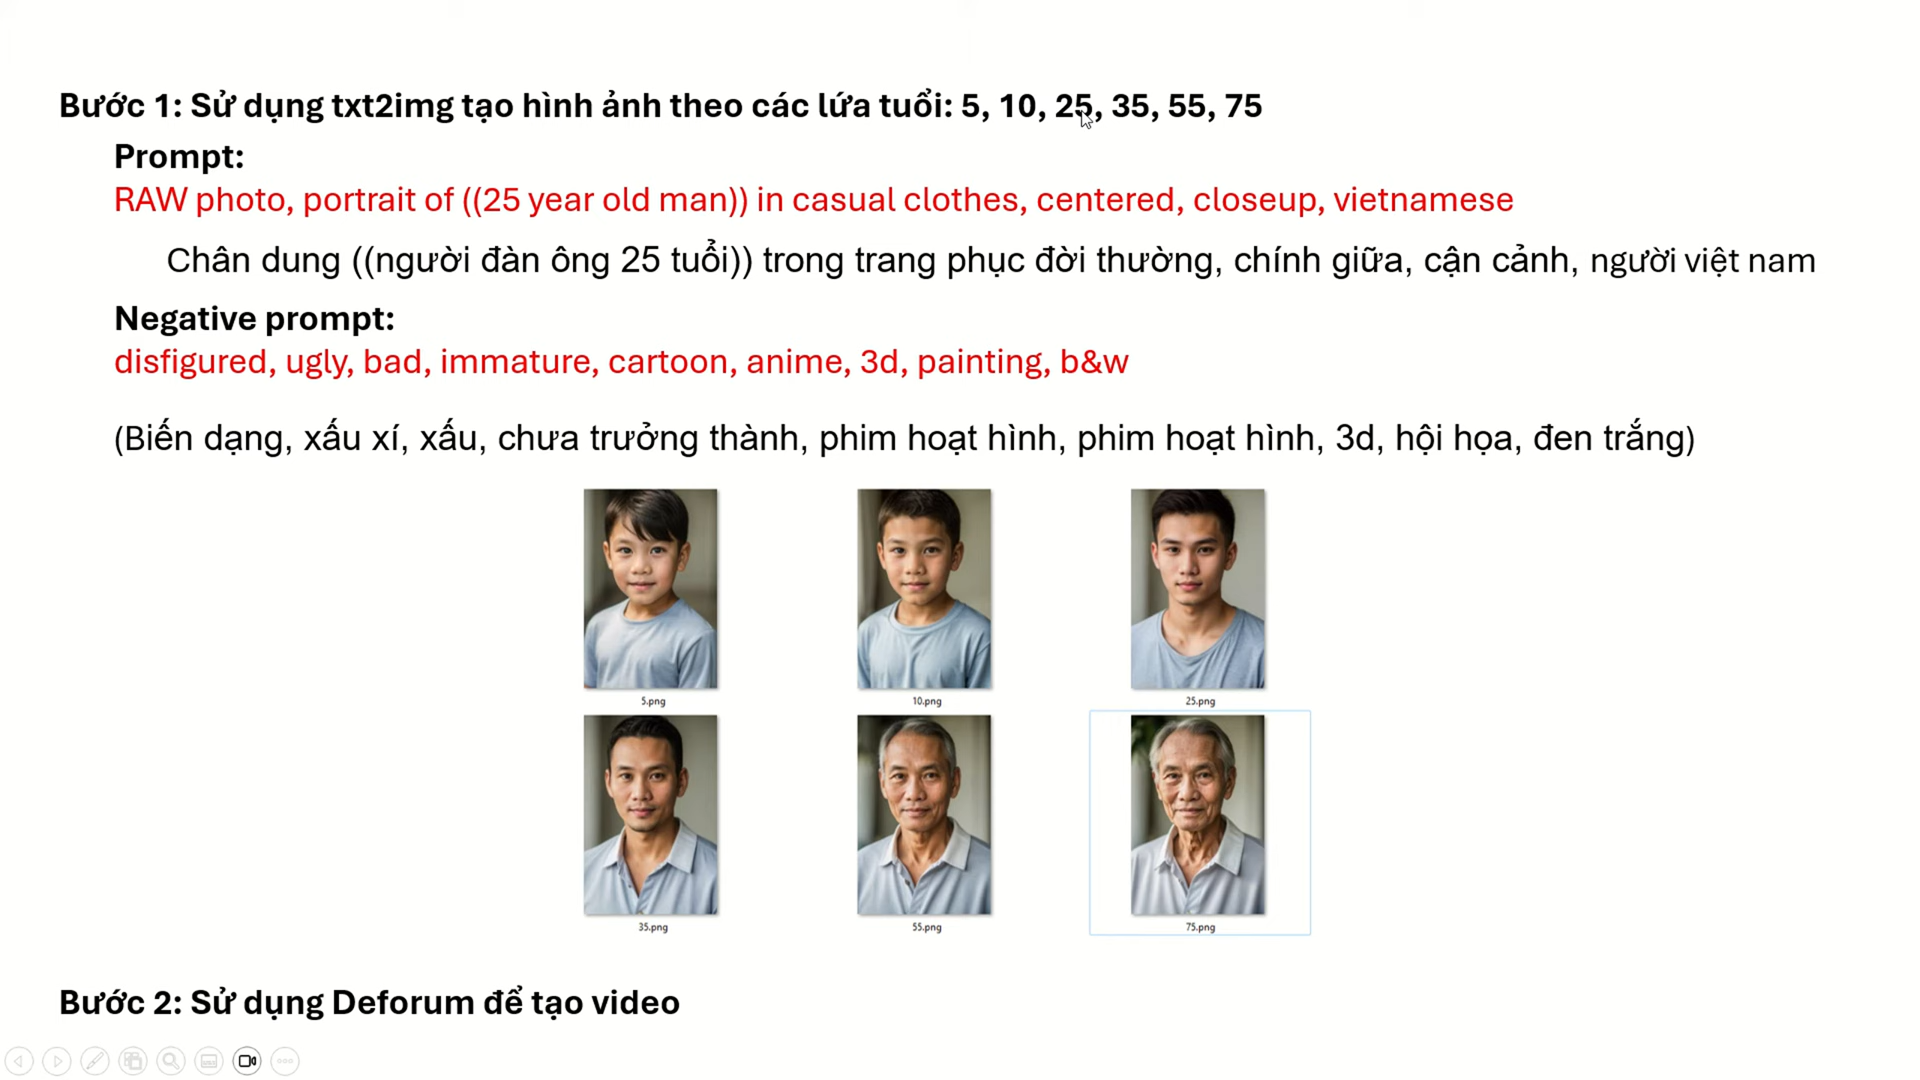 Bước 1: Sử dụng txt2img tạo hình ảnh theo các lứa tuổi: 5, 10, 25, 35, 55, 75
Prompt:
RAW photo, portrait of ((25 year old man)) in casual clothes, centered, closeup, vietnamese
Chân dung ((người đàn ông 25 tuổi)) trong trang phục đời thường, chính giữa, cận cảnh, người việt nam
Negative prompt:
disfigured, ugly, bad, immature, cartoon, anime, 3d, painting, b&w
(Biến dạng, xấu xí, xấu, chưa trưởng thành, phim hoạt hình, phim hoạt hình, 3d, hội họa, đen trắng)
5.png
10.png
25.png
35.png
55.png
75.png
Bước 2: Sử dụng Deforum để tạo video